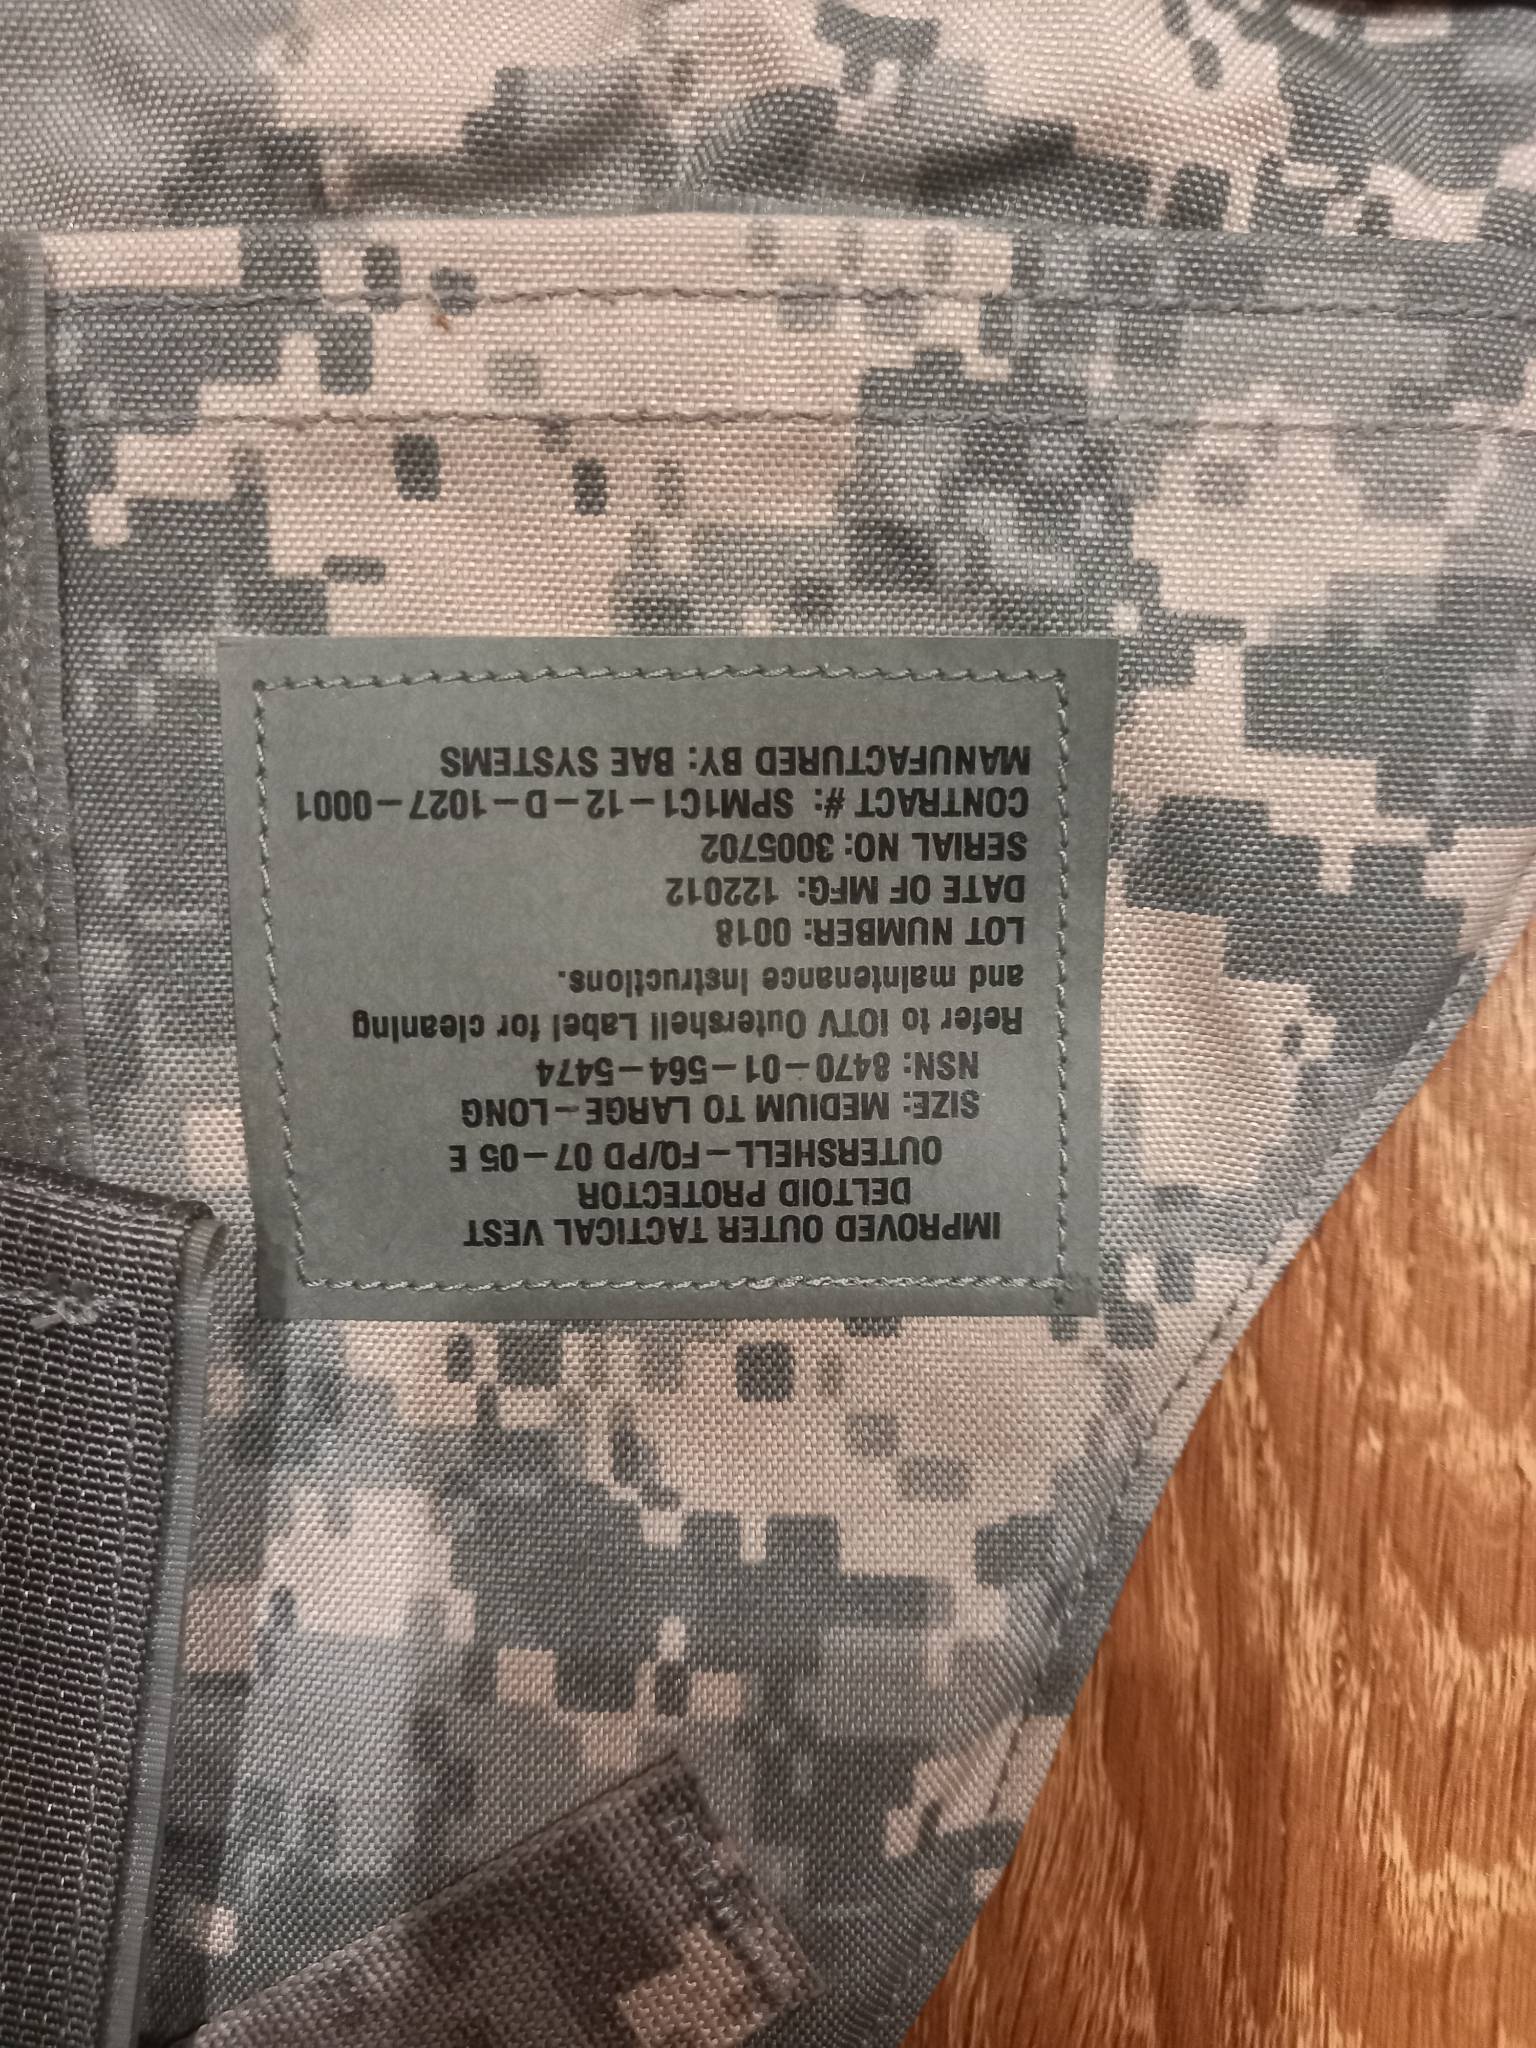 IMPROVED OUTER TACTICAL VEST
DELTOID PROTECTOR
OUTERSHELL-FQ/PD 07-05 E
SIZE: MEDIUM TO LARGE-LONG
NSN: 8470-01-564-5474
Refer to IOTV Outershell Label for cleaning
and maintenance Instructions.
LOT NUMBER: 0018
DATE OF MFG: 122012
SERIAL NO: 3005702
CONTRACT #: SPM1C1-12-D-1027-0001
MANUFACTURED BY: BAE SYSTEMS